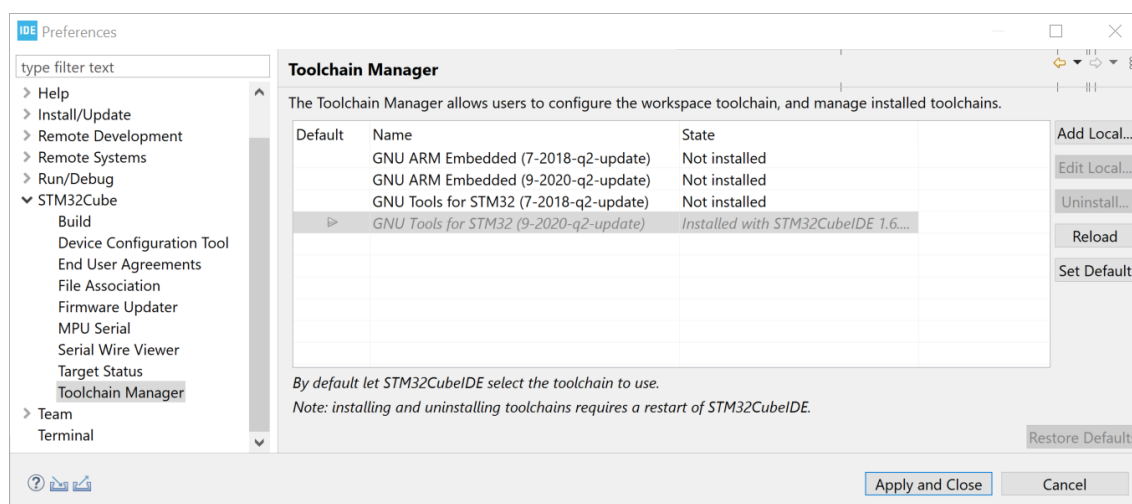 IDE Preferences
type filter text
Help
Install/Update
Remote Development
Remote Systems
Run/Debug
STM32Cube
Build
Device Configuration Tool
End User Agreements
File Association
Firmware Updater
MPU Serial
Serial Wire Viewer
Target Status
Toolchain Manager
Team
Terminal
Toolchain Manager
The Toolchain Manager allows users to configure the workspace toolchain, and manage installed toolchains.
Default Name State
GNU ARM Embedded (7-2018-q2-update) Not installed
GNU ARM Embedded (9-2020-q2-update) Not installed
GNU Tools for STM32 (7-2018-q2-update) Not installed
GNU Tools for STM32 (9-2020-q2-update) Installed with STM32CubeIDE 1.6....
Add Local...
Edit Local...
Uninstall...
Reload
Set Default
By default let STM32CubeIDE select the toolchain to use.
Note: installing and uninstalling toolchains requires a restart of STM32CubeIDE.
Restore Default
Apply and Close Cancel